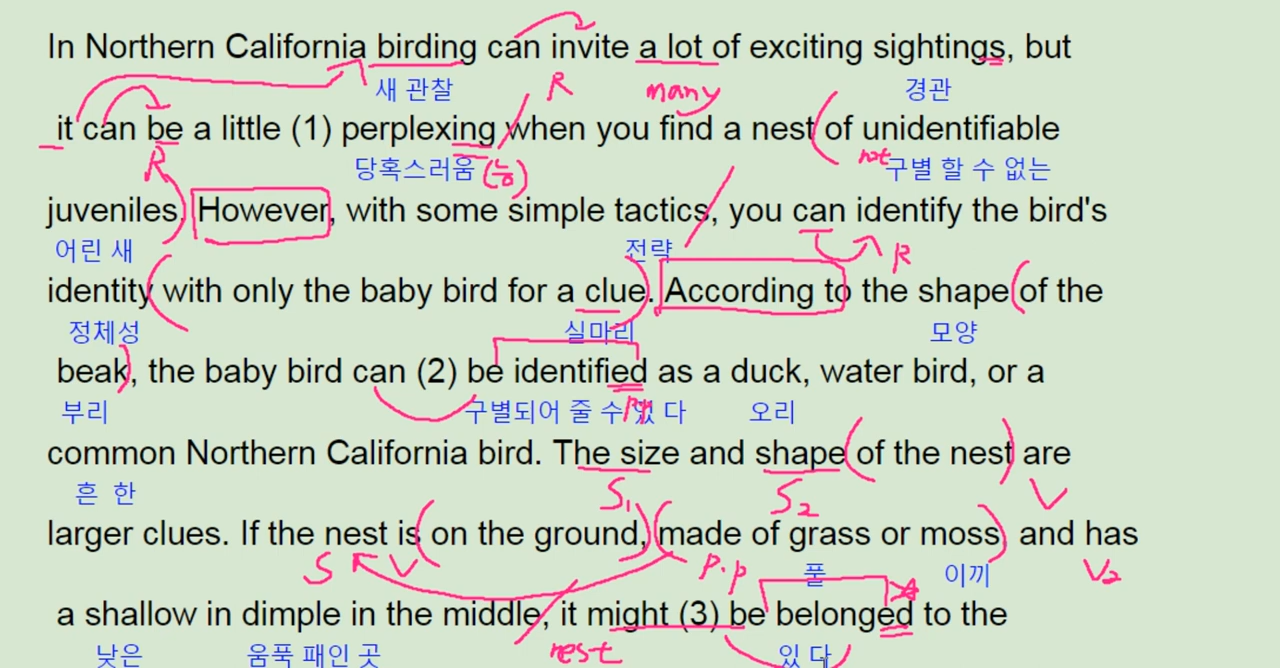 In Northern California birding can invite a lot of exciting sightings, but
새 관찰 R many 경관
it can be a little (1) perplexing when you find a nest of unidentifiable
R 당혹스러움 (능) not 구별 할 수 없는
juveniles. However, with some simple tactics, you can identify the bird's
어린 새 전략 R
identity with only the baby bird for a clue. According to the shape of the
정체성 실마리 모양
beak, the baby bird can (2) be identified as a duck, water bird, or a
부리 구별되어 줄 수 있 다 오리
common Northern California bird. The size and shape of the nest are
흔 한 S1 S2 V
larger clues. If the nest is on the ground, made of grass or moss, and has
S V p.p 풀 이끼 V2
a shallow in dimple in the middle, it might (3) be belonged to the
낮은 움푹 패인 곳 nest 있 다